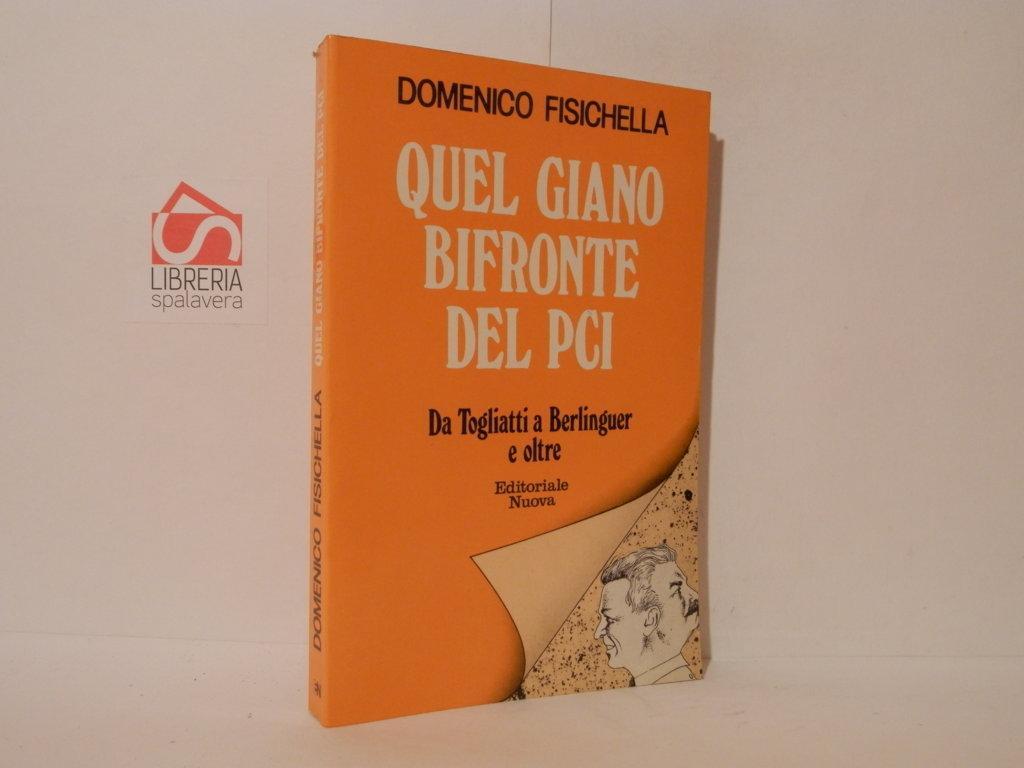 DOMENICO FISICHELLA
QUEL GIANO
BIFRONTE
DEL PCI
Da Togliatti a Berlinguer
e oltre
Editoriale
Nuova
DOMENICO FISICHELLA QUEL GIANO BIFRONTE DEL PCI
LIBRERIA
spalavera